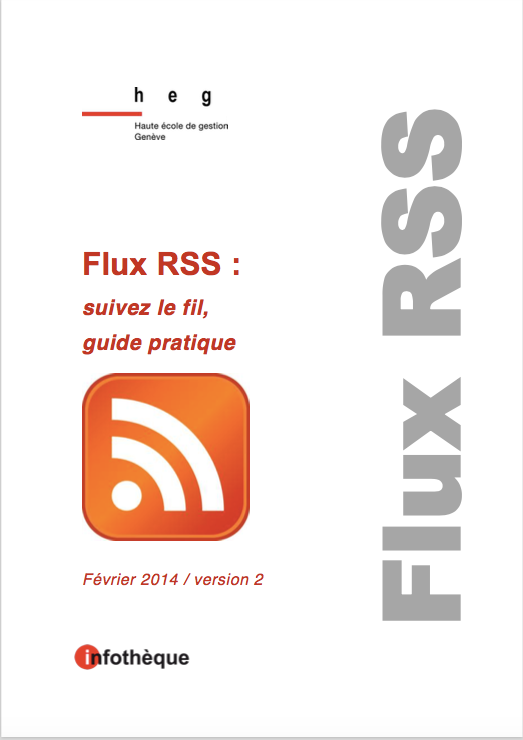 heg
Haute école de gestion
Genève
Flux RSS :
suivez le fil,
guide pratique
Février 2014 / version 2
infothèque
Flux RSS